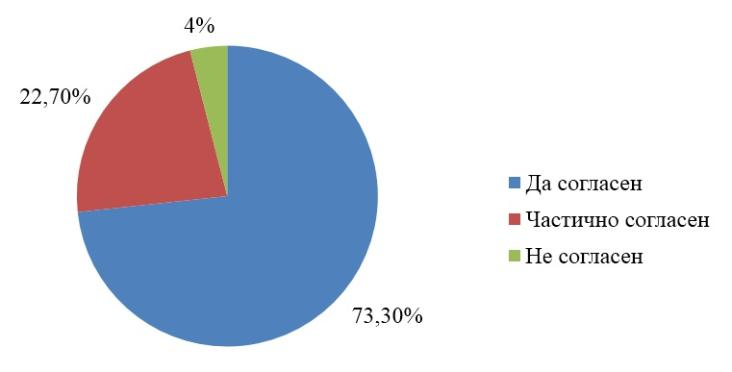 4%
22,70%
73,30%
Да согласен
Частично согласен
Не согласен